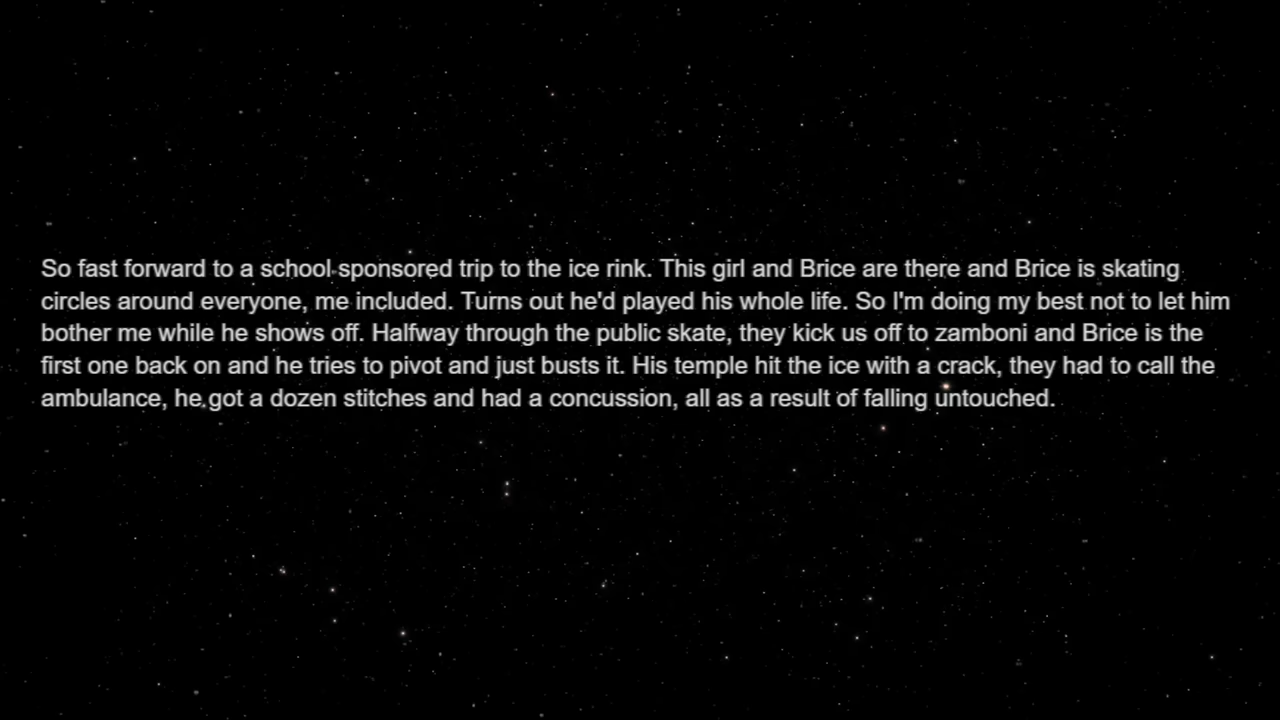 So fast forward to a school sponsored trip to the ice rink. This girl and Brice are there and Brice is skating
circles around everyone, me included. Turns out he'd played his whole life. So I'm doing my best not to let him
bother me while he shows off. Halfway through the public skate, they kick us off to zamboni and Brice is the
first one back on and he tries to pivot and just busts it. His temple hit the ice with a crack, they had to call the
ambulance, he got a dozen stitches and had a concussion, all as a result of falling untouched.